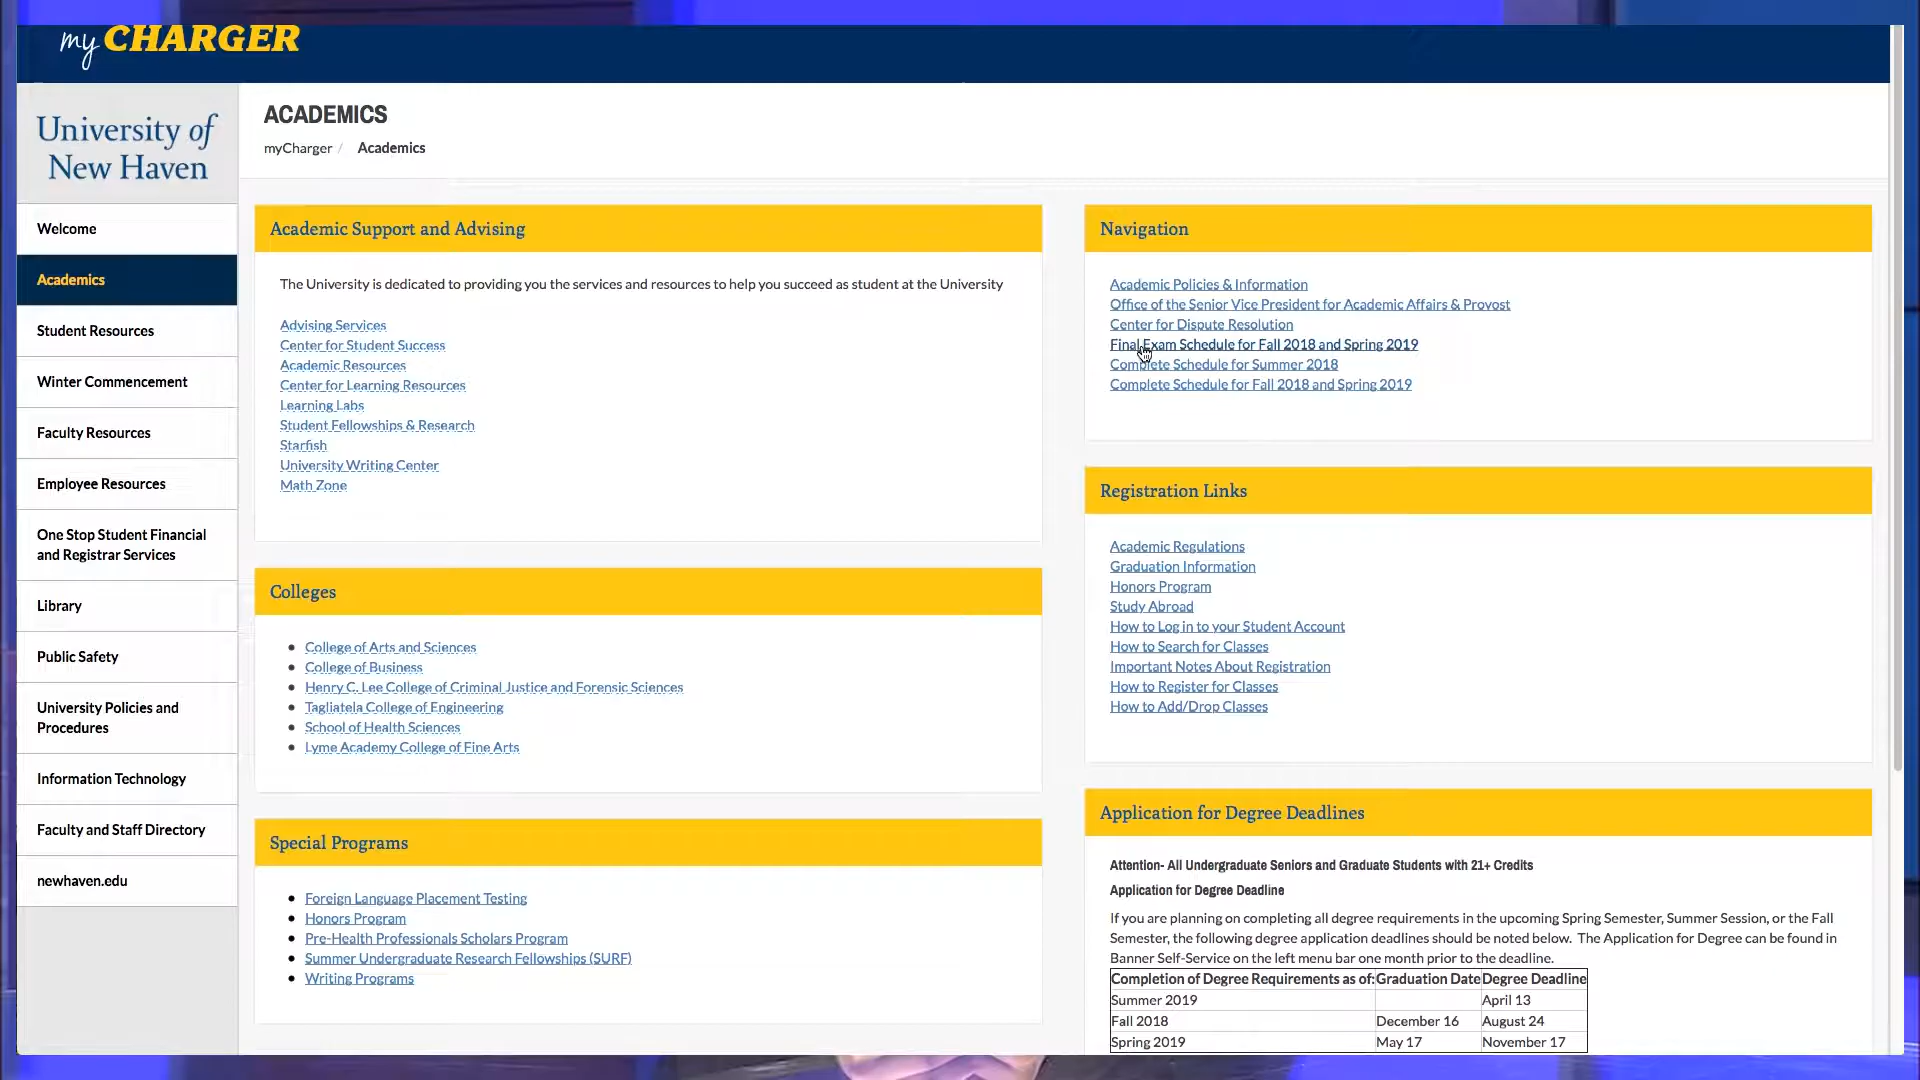 my CHARGER
University of
New Haven
Welcome
Academics
Student Resources
Winter Commencement
Faculty Resources
Employee Resources
One Stop Student Financial
and Registrar Services
Library
Public Safety
University Policies and
Procedures
Information Technology
Faculty and Staff Directory
newhaven.edu
ACADEMICS
myCharger / Academics
Academic Support and Advising
The University is dedicated to providing you the services and resources to help you succeed as student at the University
Advising Services
Center for Student Success
Academic Resources
Center for Learning Resources
Learning Labs
Student Fellowships & Research
Starfish
University Writing Center
Math Zone
Colleges
College of Arts and Sciences
College of Business
Henry C. Lee College of Criminal Justice and Forensic Sciences
Tagliatela College of Engineering
School of Health Sciences
Lyme Academy College of Fine Arts
Special Programs
Foreign Language Placement Testing
Honors Program
Pre-Health Professionals Scholars Program
Summer Undergraduate Research Fellowships (SURF)
Writing Programs
Navigation
Academic Policies & Information
Office of the Senior Vice President for Academic Affairs & Provost
Center for Dispute Resolution
Final Exam Schedule for Fall 2018 and Spring 2019
Complete Schedule for Summer 2018
Complete Schedule for Fall 2018 and Spring 2019
Registration Links
Academic Regulations
Graduation Information
Honors Program
Study Abroad
How to Log in to your Student Account
How to Search for Classes
Important Notes About Registration
How to Register for Classes
How to Add/Drop Classes
Application for Degree Deadlines
Attention- All Undergraduate Seniors and Graduate Students with 21+ Credits
Application for Degree Deadline
If you are planning on completing all degree requirements in the upcoming Spring Semester, Summer Session, or the Fall
Semester, the following degree application deadlines should be noted below. The Application for Degree can be found in
Banner Self-Service on the left menu bar one month prior to the deadline.
Completion of Degree Requirements as of: Graduation Date Degree Deadline
Summer 2019 April 13
Fall 2018 December 16 August 24
Spring 2019 May 17 November 17